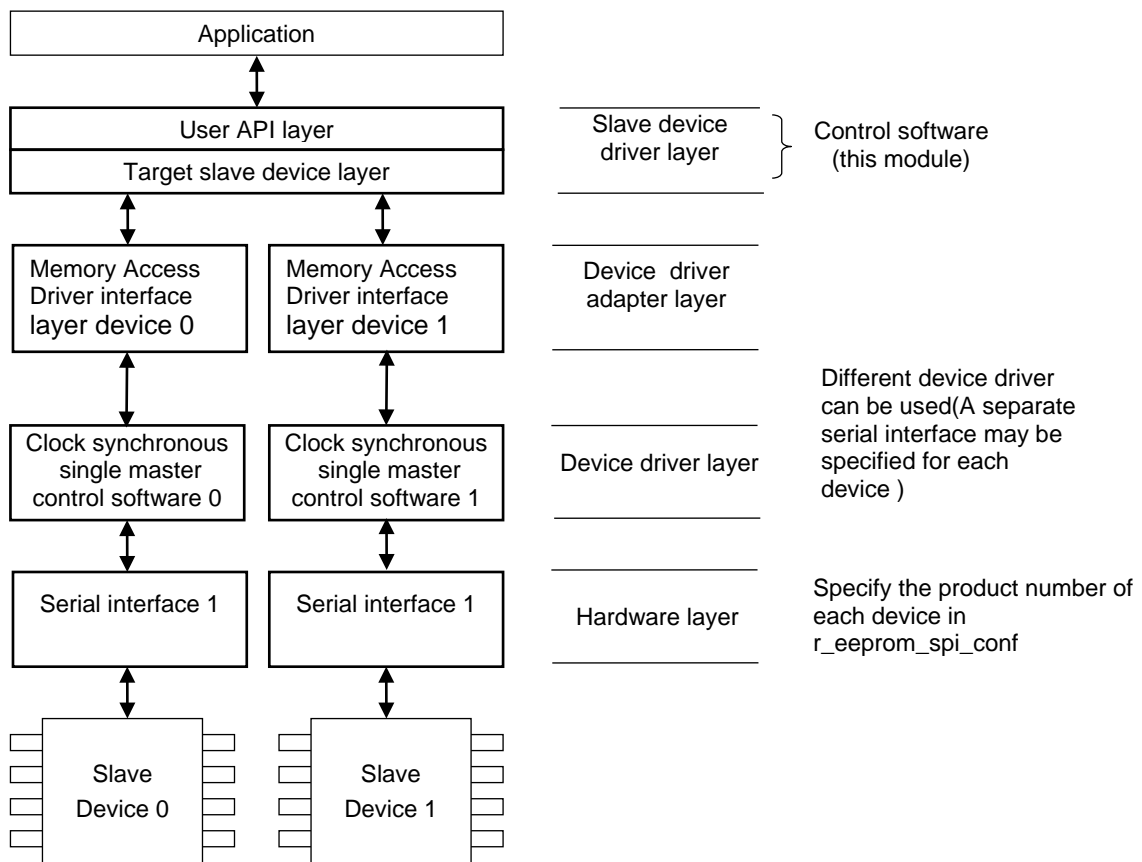 Application
User API layer
Target slave device layer
Slave device
driver layer
Control software
(this module)
Memory Access
Driver interface
layer device 0
Memory Access
Driver interface
layer device 1
Device driver
adapter layer
Different device driver
can be used(A separate
serial interface may be
specified for each
device )
Clock synchronous
single master
control software 0
Clock synchronous
single master
control software 1
Device driver layer
Serial interface 1
Serial interface 1
Hardware layer
Specify the product number of
each device in
r_eeprom_spi_conf
Slave
Device 0
Slave
Device 1